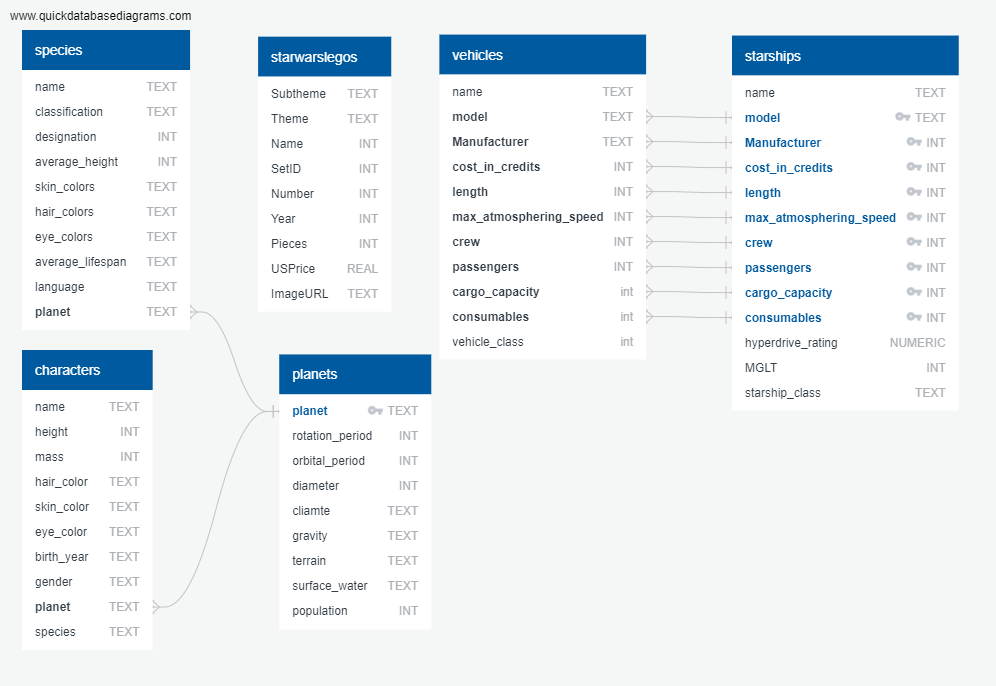 www.quickdatabasediagrams.com
species
name TEXT
classification TEXT
designation INT
average_height INT
skin_colors TEXT
hair_colors TEXT
eye_colors TEXT
average_lifespan TEXT
language TEXT
planet TEXT
starwarslegos
Subtheme TEXT
Theme TEXT
Name INT
SetID INT
Number INT
Year INT
Pieces INT
USPrice REAL
ImageURL TEXT
vehicles
name TEXT
model TEXT
Manufacturer TEXT
cost_in_credits INT
length INT
max_atmosphering_speed INT
crew INT
passengers INT
cargo_capacity int
consumables int
vehicle_class int
starships
name TEXT
model TEXT
Manufacturer INT
cost_in_credits INT
length INT
max_atmosphering_speed INT
crew INT
passengers INT
cargo_capacity INT
consumables INT
hyperdrive_rating NUMERIC
MGLT INT
starship_class TEXT
characters
name TEXT
height INT
mass INT
hair_color TEXT
skin_color TEXT
eye_color TEXT
birth_year TEXT
gender TEXT
planet TEXT
species TEXT
planets
planet TEXT
rotation_period INT
orbital_period INT
diameter INT
cliamte TEXT
gravity TEXT
terrain TEXT
surface_water TEXT
population INT